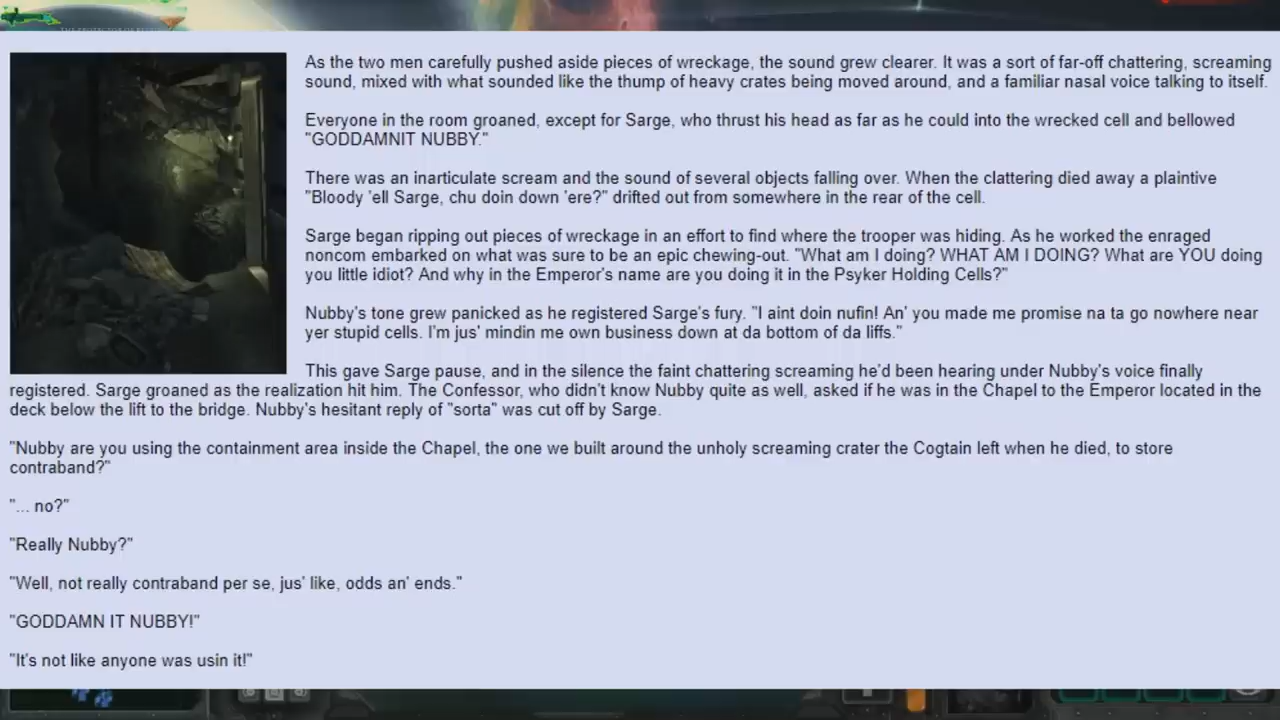 As the two men carefully pushed aside pieces of wreckage, the sound grew clearer. It was a sort of far-off chattering, screaming
sound, mixed with what sounded like the thump of heavy crates being moved around, and a familiar nasal voice talking to itself.
Everyone in the room groaned, except for Sarge, who thrust his head as far as he could into the wrecked cell and bellowed
"GODDAMNIT NUBBY."
There was an inarticulate scream and the sound of several objects falling over. When the clattering died away a plaintive
"Bloody 'ell Sarge, chu doin down 'ere?" drifted out from somewhere in the rear of the cell.
Sarge began ripping out pieces of wreckage in an effort to find where the trooper was hiding. As he worked the enraged
noncom embarked on what was sure to be an epic chewing-out. "What am I doing? WHAT AM I DOING? What are YOU doing
you little idiot? And why in the Emperor's name are you doing it in the Psyker Holding Cells?"
Nubby's tone grew panicked as he registered Sarge's fury. "I aint doin nufin! An' you made me promise na ta go nowhere near
yer stupid cells. I'm jus' mindin me own business down at da bottom of da liffs."
This gave Sarge pause, and in the silence the faint chattering screaming he'd been hearing under Nubby's voice finally
registered. Sarge groaned as the realization hit him. The Confessor, who didn't know Nubby quite as well, asked if he was in the Chapel to the Emperor located in the
deck below the lift to the bridge. Nubby's hesitant reply of "sorta" was cut off by Sarge.
"Nubby are you using the containment area inside the Chapel, the one we built around the unholy screaming crater the Cogtain left when he died, to store
contraband?"
"... no?"
"Really Nubby?"
"Well, not really contraband per se, jus' like, odds an' ends."
"GODDAMN IT NUBBY!"
"It's not like anyone was usin it!"